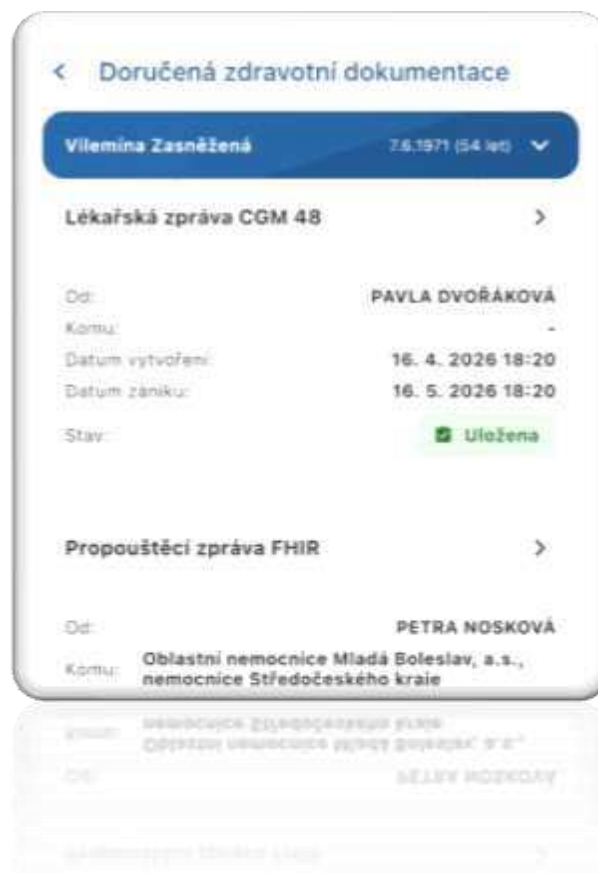 Doručená zdravotní dokumentace
Vilemína Zasněžená 7.6.1971 (54 let)
Lékařská zpráva CGM 48
Od: PAVLA DVOŘÁKOVÁ
Komu: -
Datum vytvoření: 16. 4. 2026 18:20
Datum zániku: 16. 5. 2026 18:20
Stav: Uložena
Propouštěcí zpráva FHIR
Od: PETRA NOSKOVÁ
Komu: Oblastní nemocnice Mladá Boleslav, a.s.,
nemocnice Středočeského kraje